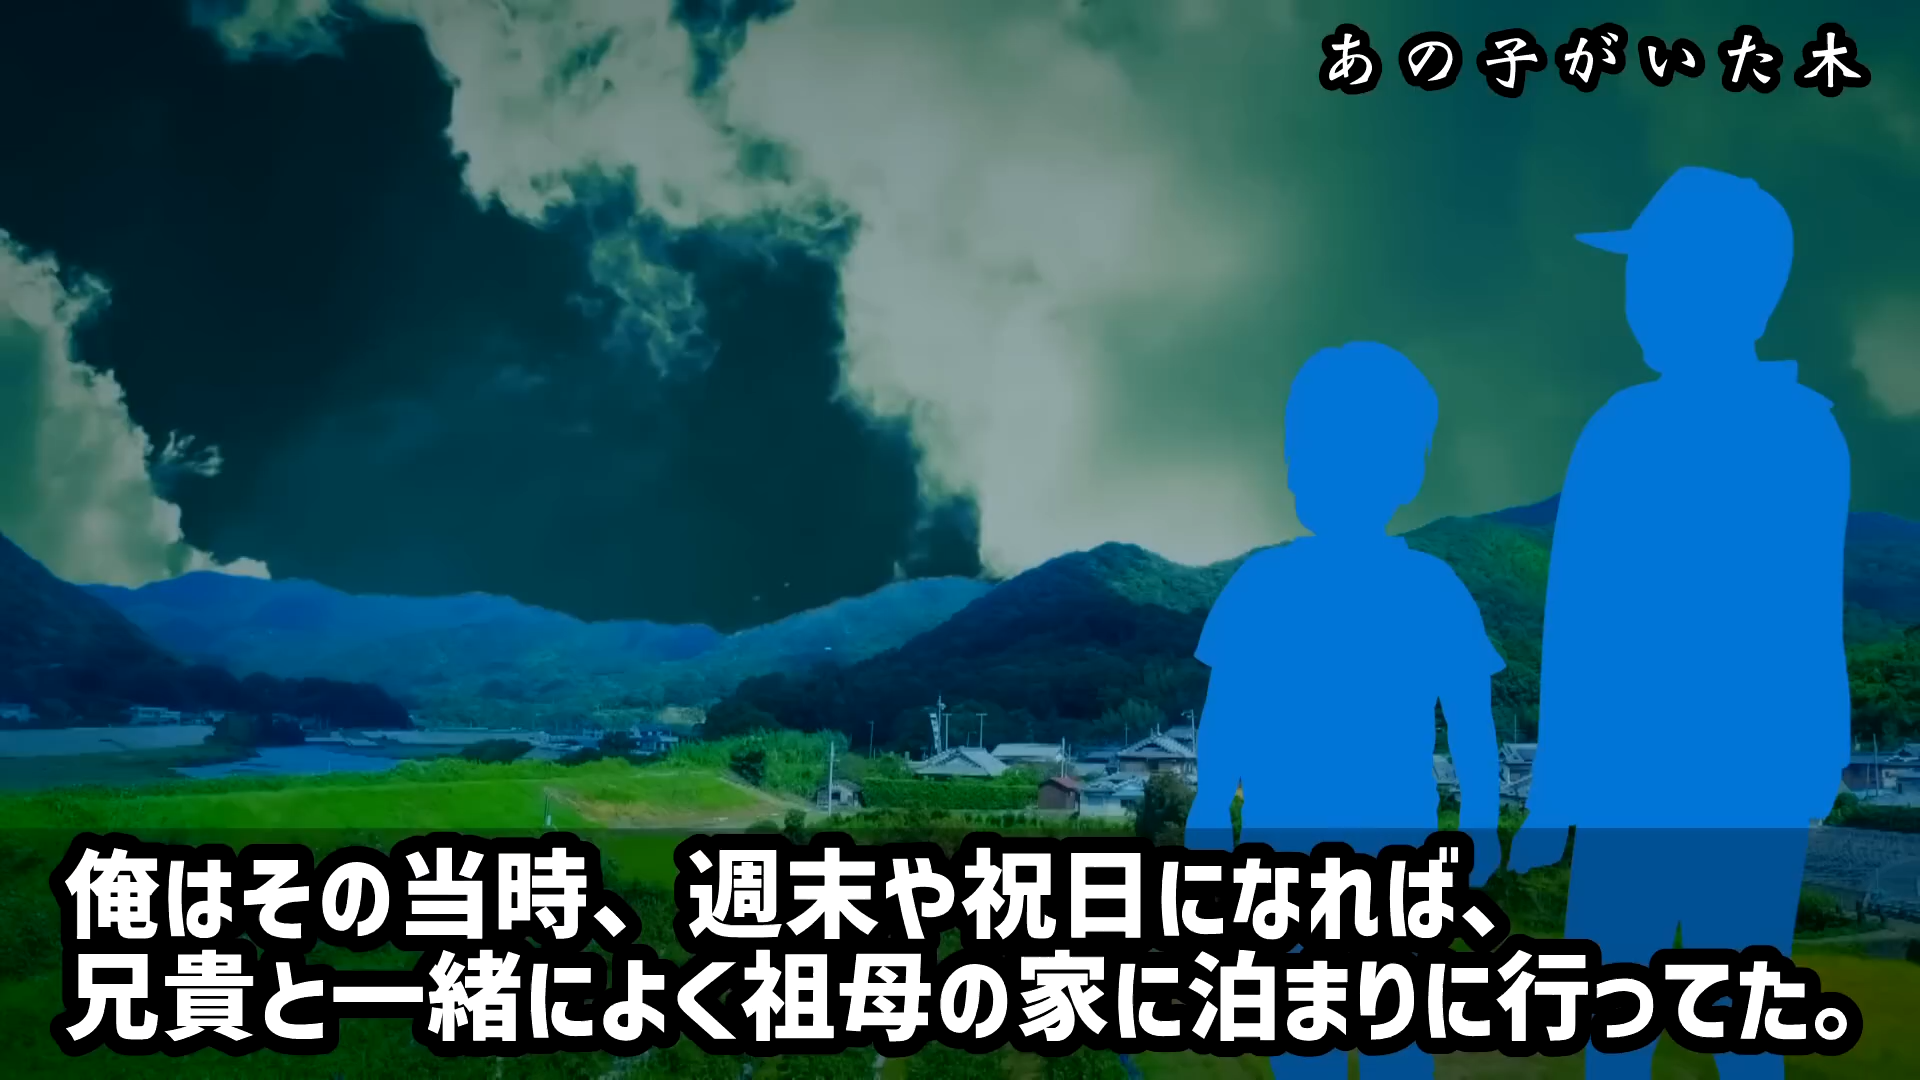 あの子がいた木
俺はその当時、週末や祝日になれば、
兄貴と一緒によく祖母の家に泊まりに行ってた。